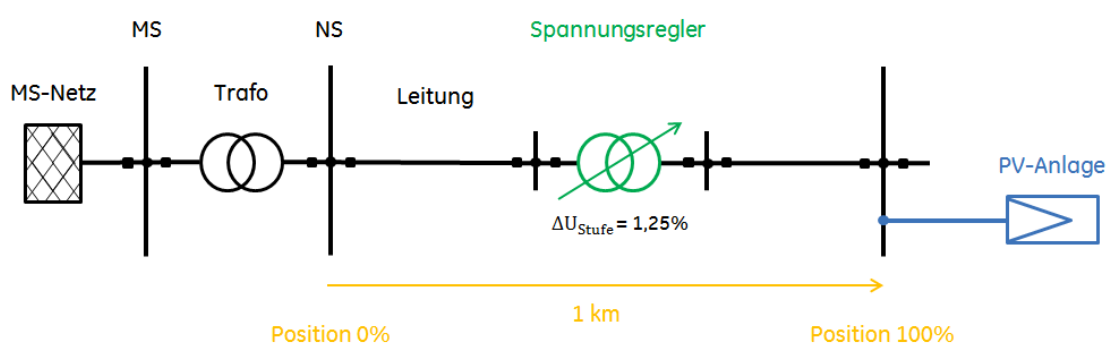 MS
NS
Spannungsregler
MS-Netz
Trafo
Leitung
PV-Anlage
ΔU_Stufe = 1,25%
1 km
Position 0%
Position 100%